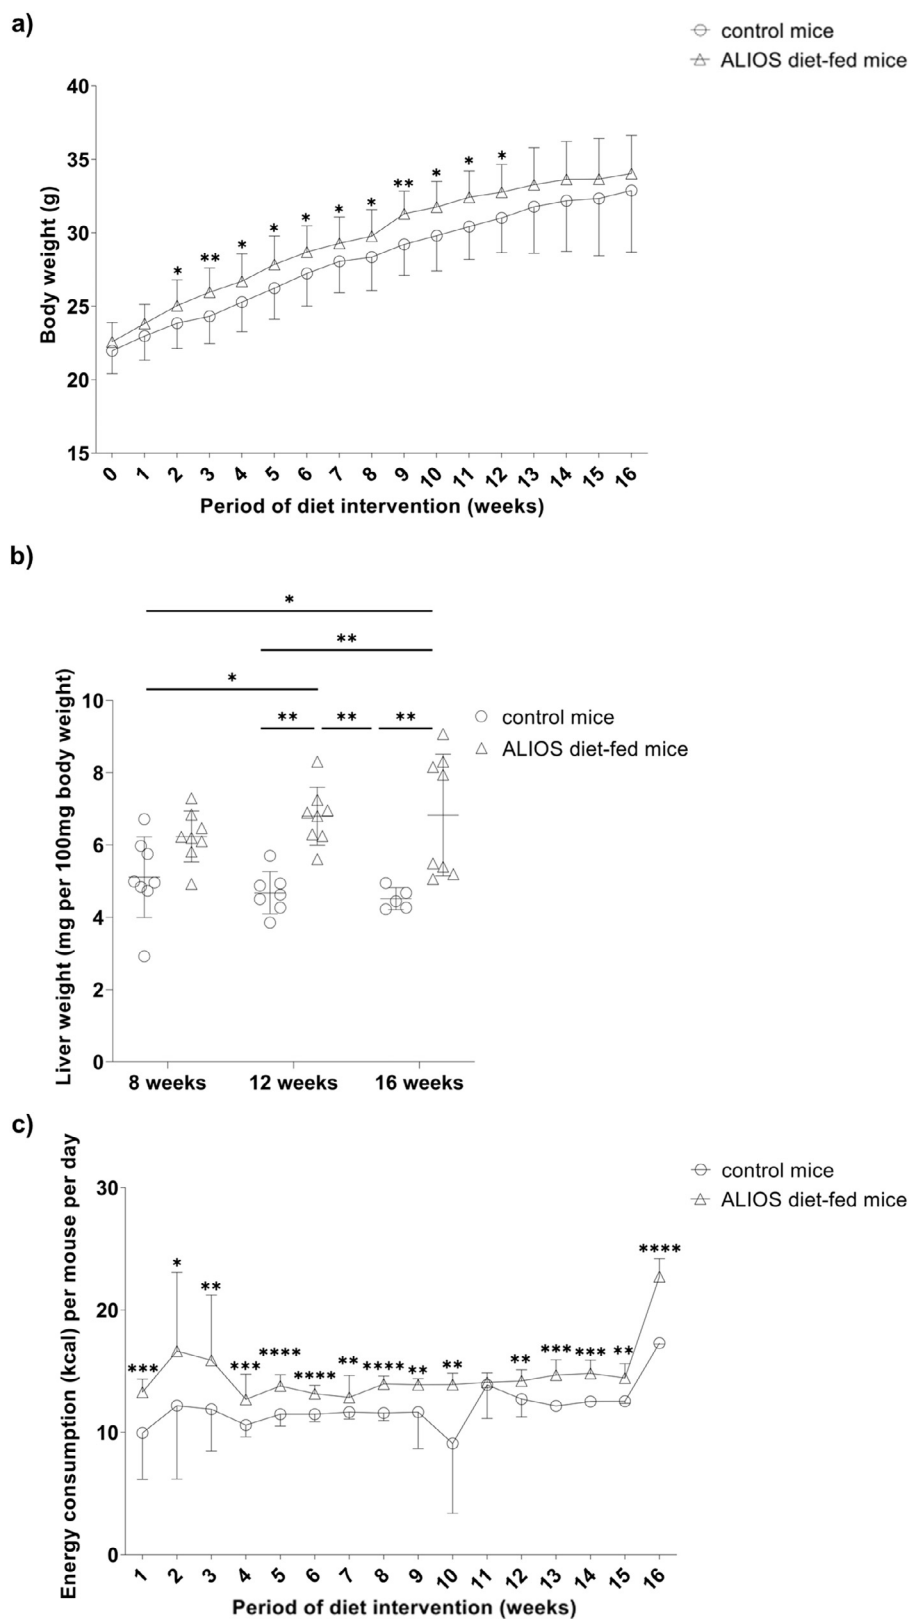 a)
control mice
ALIOS diet-fed mice
40
35
30
25
20
15
Body weight (g)
* ** * * * * * ** * * *
0 1 2 3 4 5 6 7 8 9 10 11 12 13 14 15 16
Period of diet intervention (weeks)
b)
*
**
*
** ** **
control mice
ALIOS diet-fed mice
10
8
6
4
2
0
Liver weight (mg per 100mg body weight)
8 weeks 12 weeks 16 weeks
c)
control mice
ALIOS diet-fed mice
30
20
10
0
Energy consumption (kcal) per mouse per day
*** * ** *** **** **** ** **** ** ** ** *** *** ** ****
1 2 3 4 5 6 7 8 9 10 11 12 13 14 15 16
Period of diet intervention (weeks)